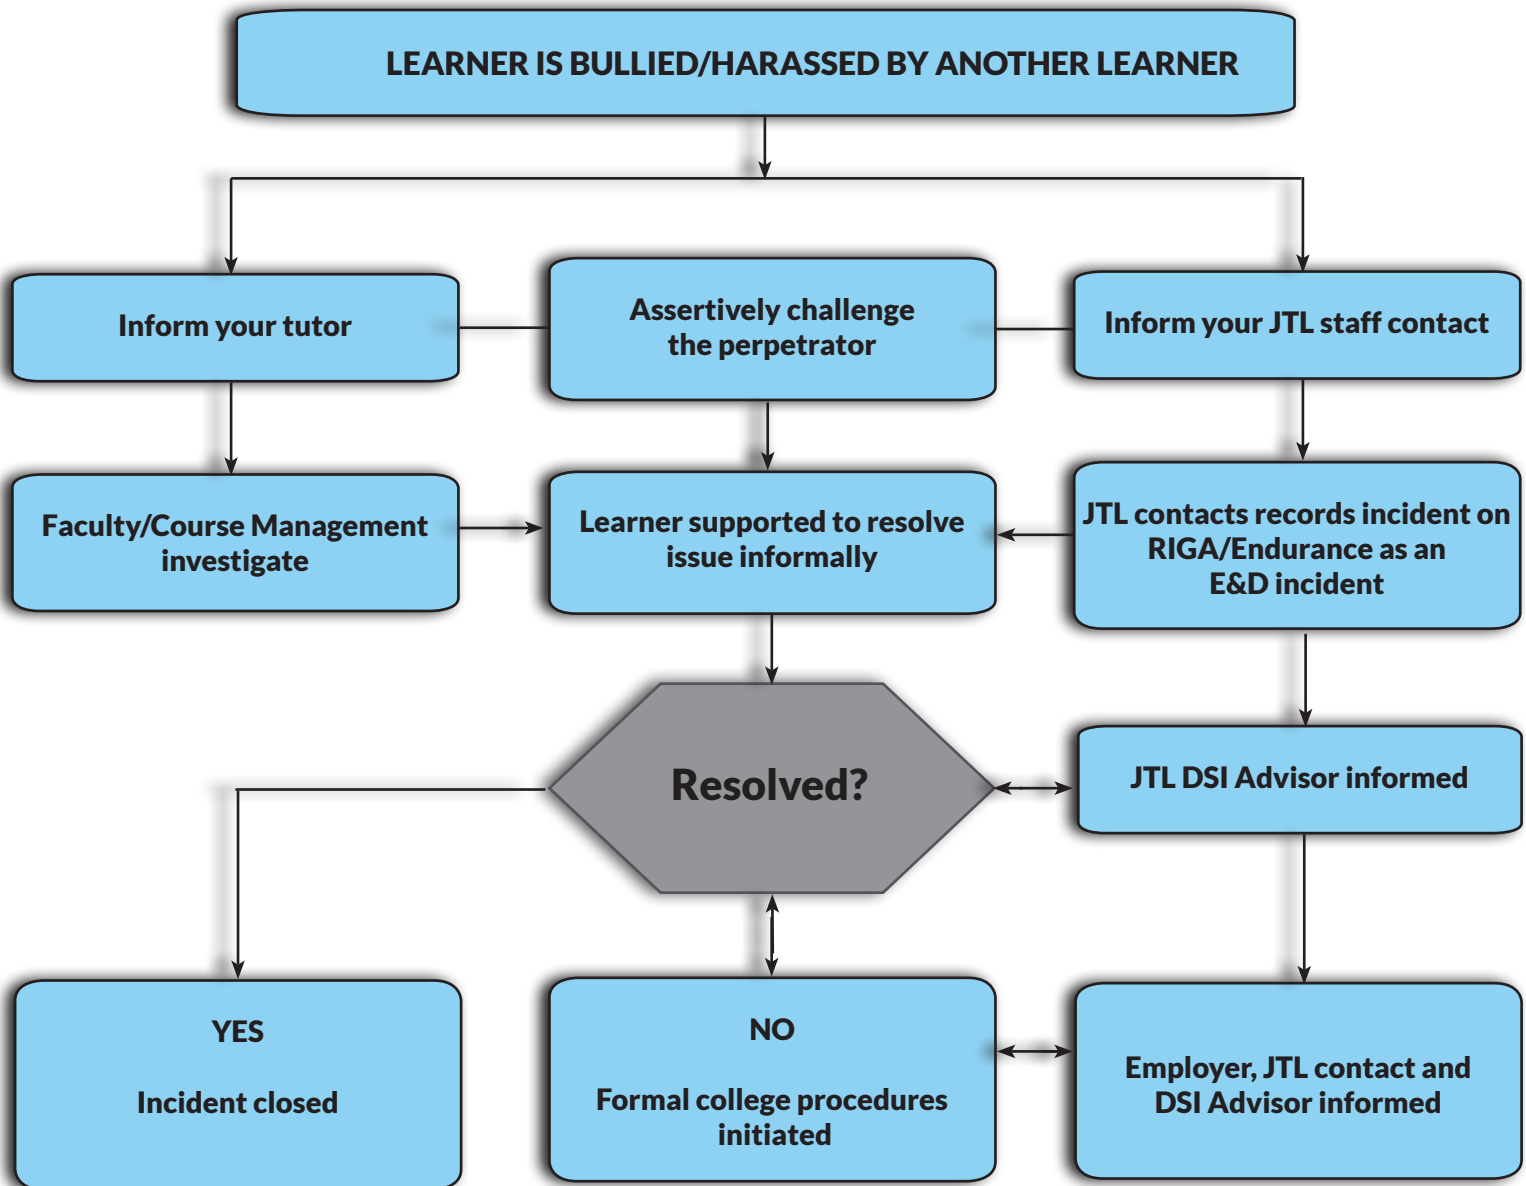 LEARNER IS BULLIED/HARASSED BY ANOTHER LEARNER
Inform your tutor
Assertively challenge
the perpetrator
Inform your JTL staff contact
Faculty/Course Management
investigate
Learner supported to resolve
issue informally
JTL contacts records incident on
RIGA/Endurance as an
E&D incident
Resolved?
JTL DSI Advisor informed
YES
Incident closed
NO
Formal college procedures
initiated
Employer, JTL contact and
DSI Advisor informed